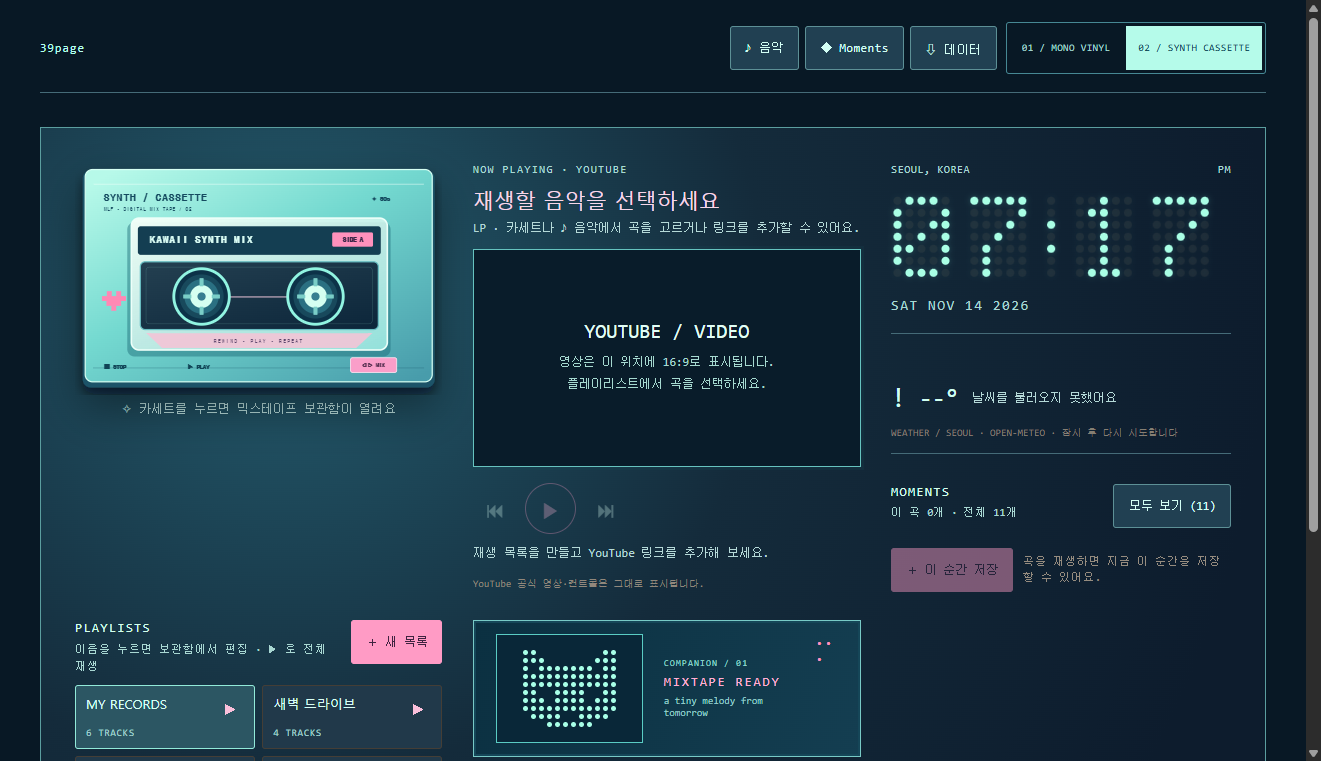 39page
♪ 음악
◆ Moments
⇩ 데이터
01 / MONO VINYL
02 / SYNTH CASSETTE
SYNTH / CASSETTE
KAWAII SYNTH MIX
SIDE A
REWIND · PLAY · REPEAT
STOP
PLAY
MIX
✧ 카세트를 누르면 믹스테이프 보관함이 열려요
NOW PLAYING · YOUTUBE
재생할 음악을 선택하세요
LP · 카세트나 ♪ 음악에서 곡을 고르거나 링크를 추가할 수 있어요.
YOUTUBE / VIDEO
영상은 이 위치에 16:9로 표시됩니다.
플레이리스트에서 곡을 선택하세요.
재생 목록을 만들고 YouTube 링크를 추가해 보세요.
YouTube 공식 영상·컨트롤은 그대로 표시됩니다.
SEOUL, KOREA
PM
07:17
SAT NOV 14 2026
! --° 날씨를 불러오지 못했어요
WEATHER / SEOUL · OPEN-METEO · 잠시 후 다시 시도합니다
MOMENTS
이 곡 0개 · 전체 11개
모두 보기 (11)
+ 이 순간 저장
곡을 재생하면 지금 이 순간을 저장
할 수 있어요.
PLAYLISTS
이름을 누르면 보관함에서 편집 · ▶ 로 전체
재생
+ 새 목록
MY RECORDS
6 TRACKS
새벽 드라이브
4 TRACKS
COMPANION / 01
MIXTAPE READY
a tiny melody from
tomorrow